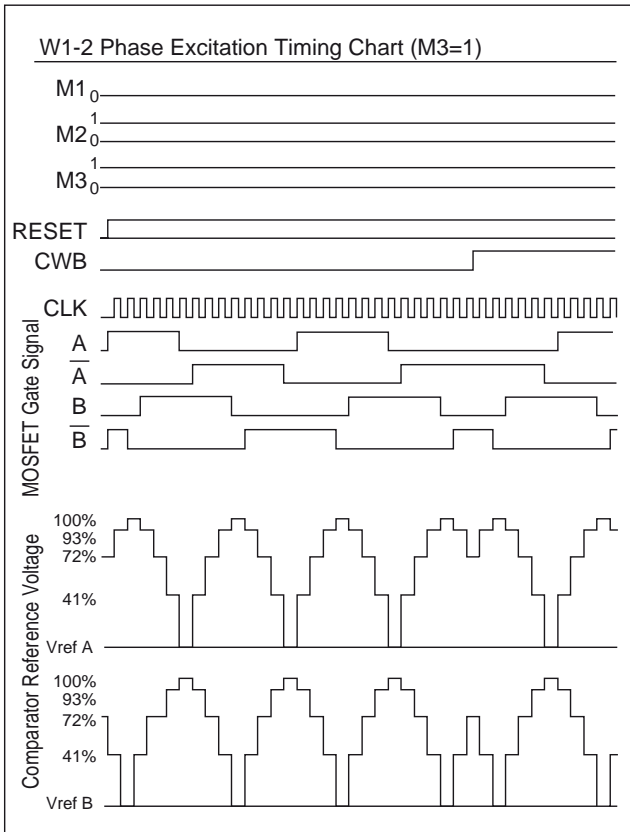 W1-2 Phase Excitation Timing Chart (M3=1)
M1 0
1
M2 0
1
M3 0
RESET
CWB
CLK
MOSFET Gate Signal
A
A̅
B
B̅
Comparator Reference Voltage
100%
93%
72%
41%
Vref A
100%
93%
72%
41%
Vref B